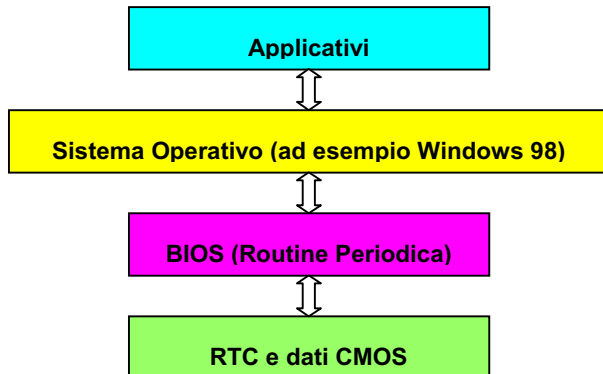 Applicativi
Sistema Operativo (ad esempio Windows 98)
BIOS (Routine Periodica)
RTC e dati CMOS